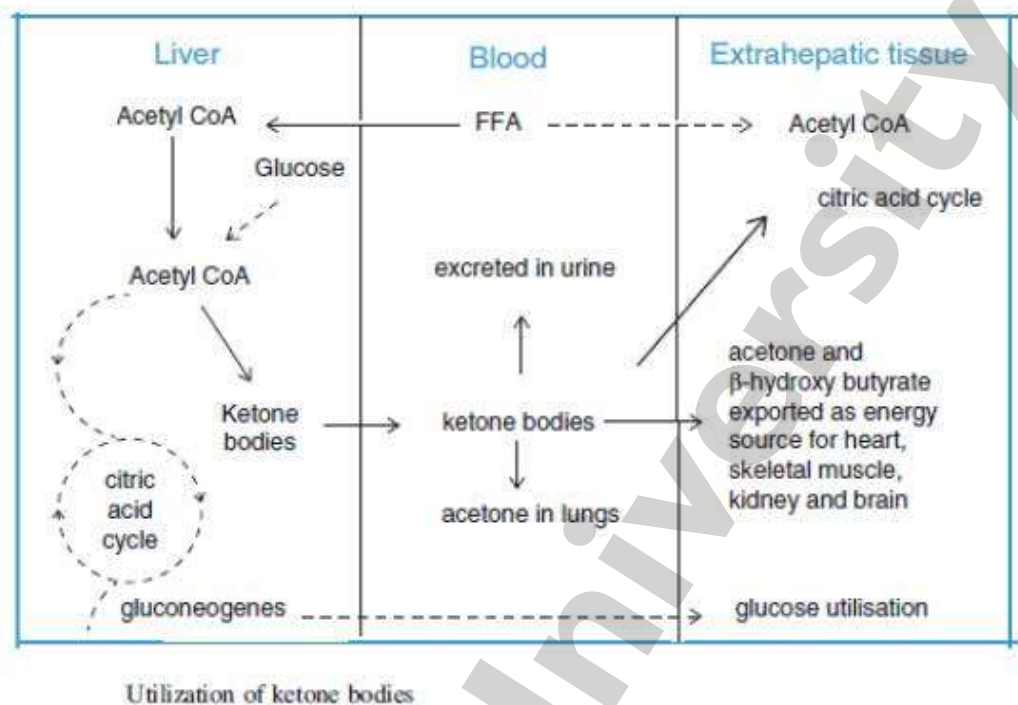 Liver
Blood
Extrahepatic tissue
Acetyl CoA
FFA
Acetyl CoA
Glucose
citric acid cycle
Acetyl CoA
excreted in urine
Ketone
bodies
ketone bodies
acetone and
β-hydroxy butyrate
exported as energy
source for heart,
skeletal muscle,
kidney and brain
citric
acid
cycle
acetone in lungs
gluconeogenes
glucose utilisation
Utilization of ketone bodies
niversity